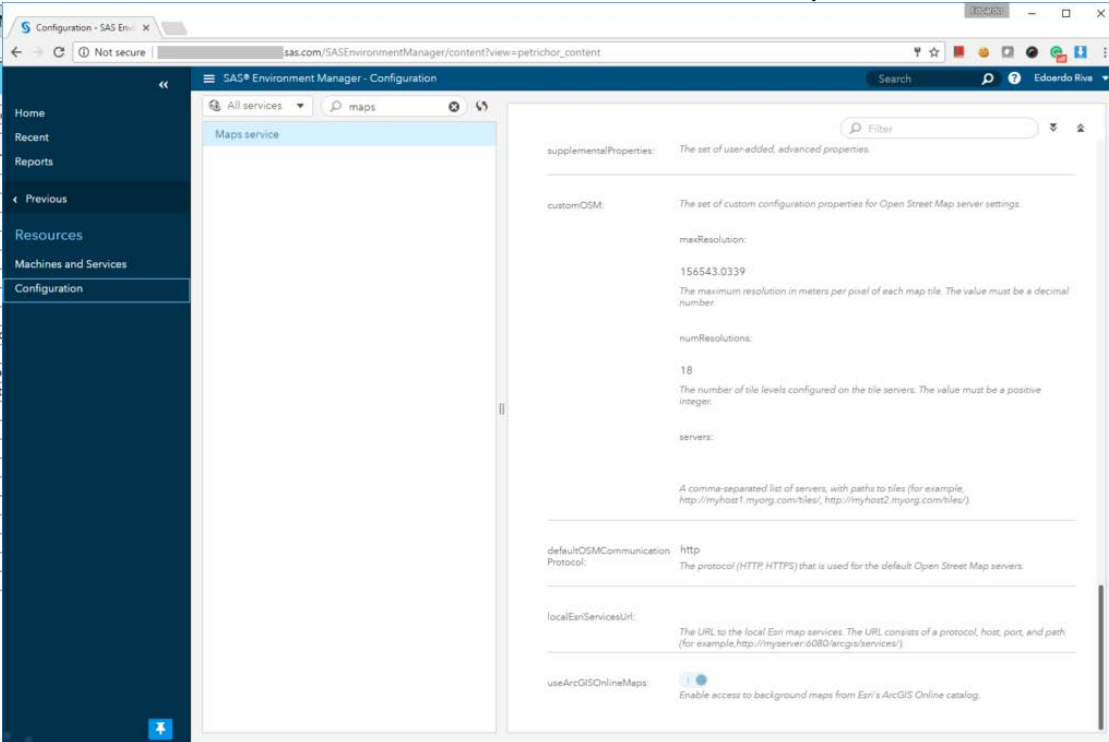 Edoardo
Configuration - SAS Envi
Not secure
sas.com/SASEnvironmentManager/content?view=petrichor_content
SAS® Environment Manager - Configuration
Search
Edoardo Riva
Home
Recent
Reports
Previous
Resources
Machines and Services
Configuration
All services
maps
Maps service
Filter
supplementalProperties:
The set of user-added, advanced properties.
customOSM:
The set of custom configuration properties for Open Street Map server settings.
maxResolution:
156543.0339
The maximum resolution in meters per pixel of each map tile. The value must be a decimal
number.
numResolutions:
18
The number of tile levels configured on the tile servers. The value must be a positive
integer.
servers:
A comma-separated list of servers, with paths to tiles (for example,
http://myhost1.myorg.com/tiles/, http://myhost2.myorg.com/tiles/).
defaultOSMCommunication
Protocol:
http
The protocol (HTTP, HTTPS) that is used for the default Open Street Map servers.
localEsriServicesUrl:
The URL to the local Esri map services. The URL consists of a protocol, host, port, and path
(for example,http://myserver:6080/arcgis/services/).
useArcGISOnlineMaps:
Enable access to background maps from Esri's ArcGIS Online catalog.